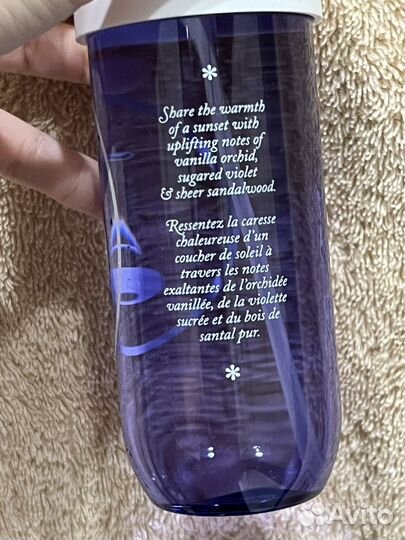 *
Share the warmth
of a sunset with
uplifting notes of
vanilla orchid,
sugared violet
& sheer sandalwood.
Ressentez la caresse
chaleureuse d'un
coucher de soleil à
travers les notes
exaltantes de l'orchidée
vanillée, de la violette
sucrée et du bois de
santal pur.
*
Avito